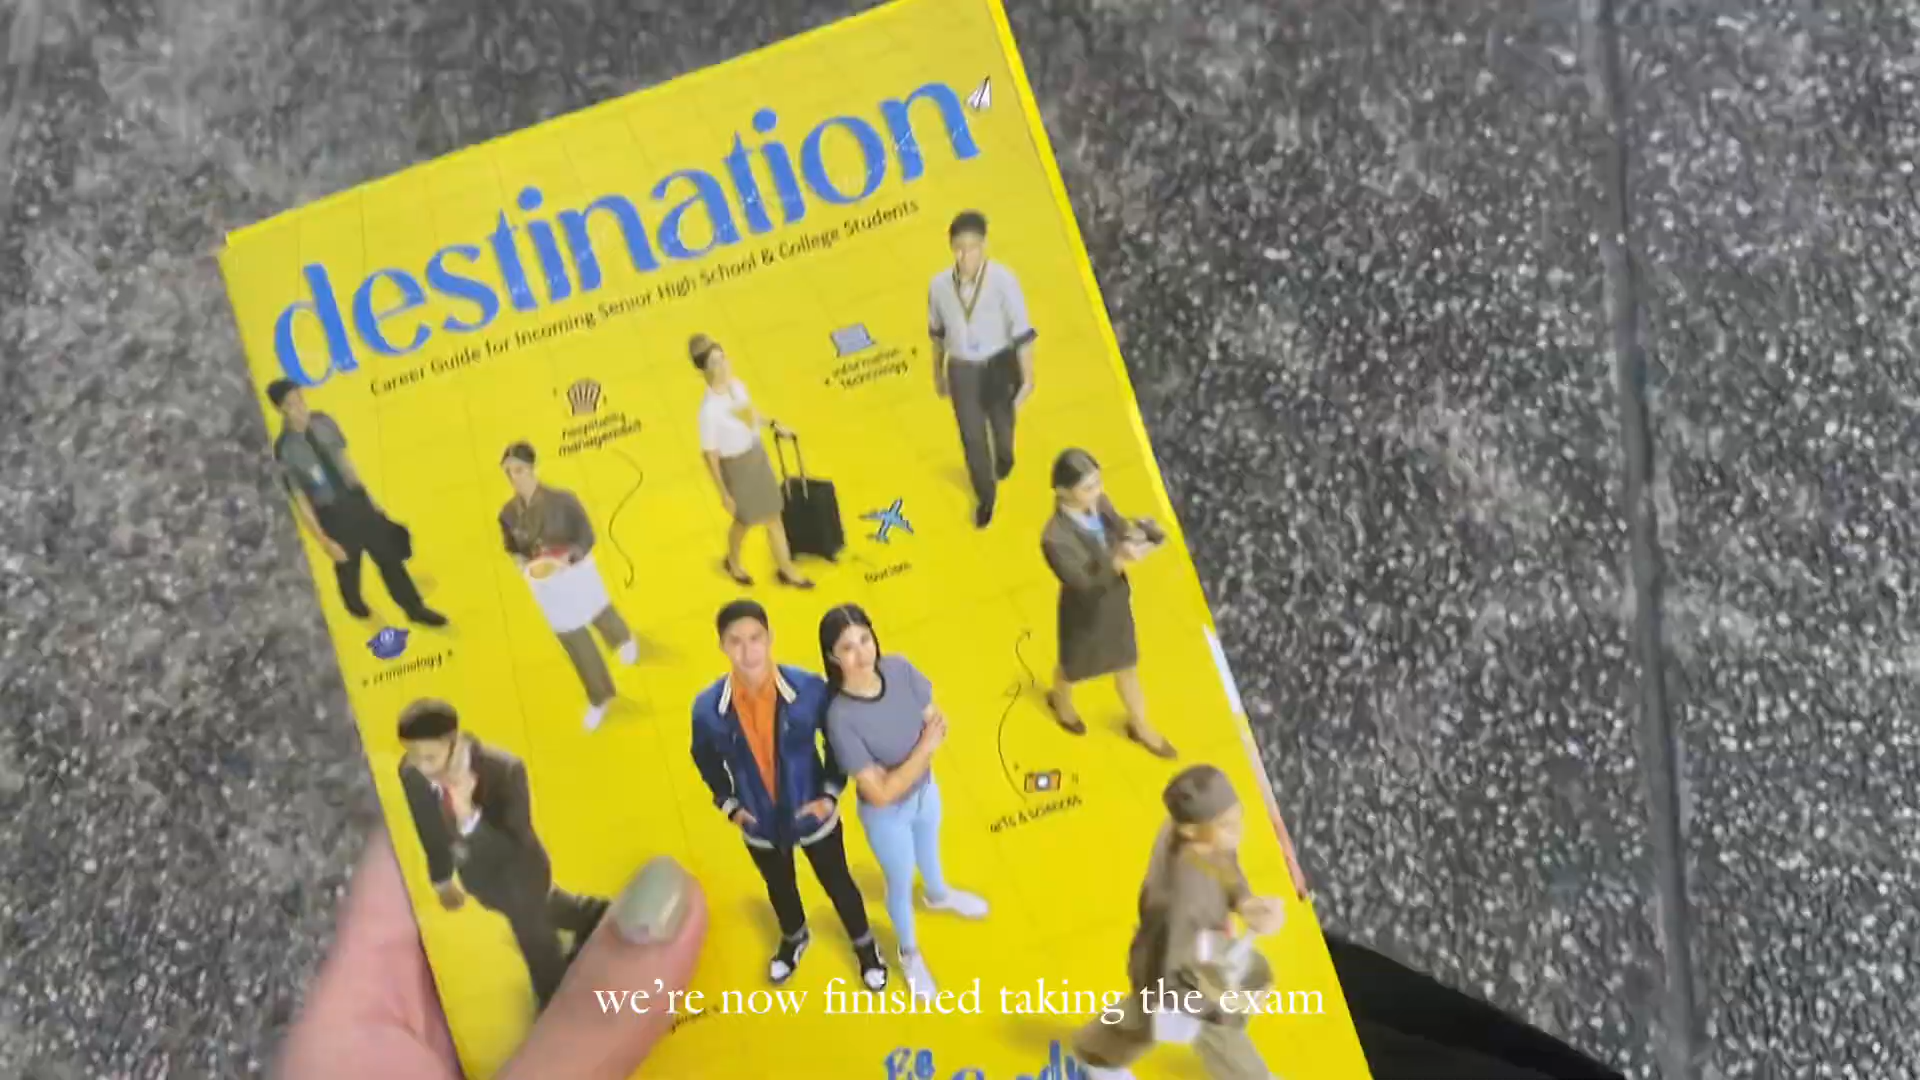 destination
Career Guide for Incoming Senior High School & College Students
information
technology
hospitality
management
tourism
criminology
arts & sciences
we're now finished taking the exam
Be